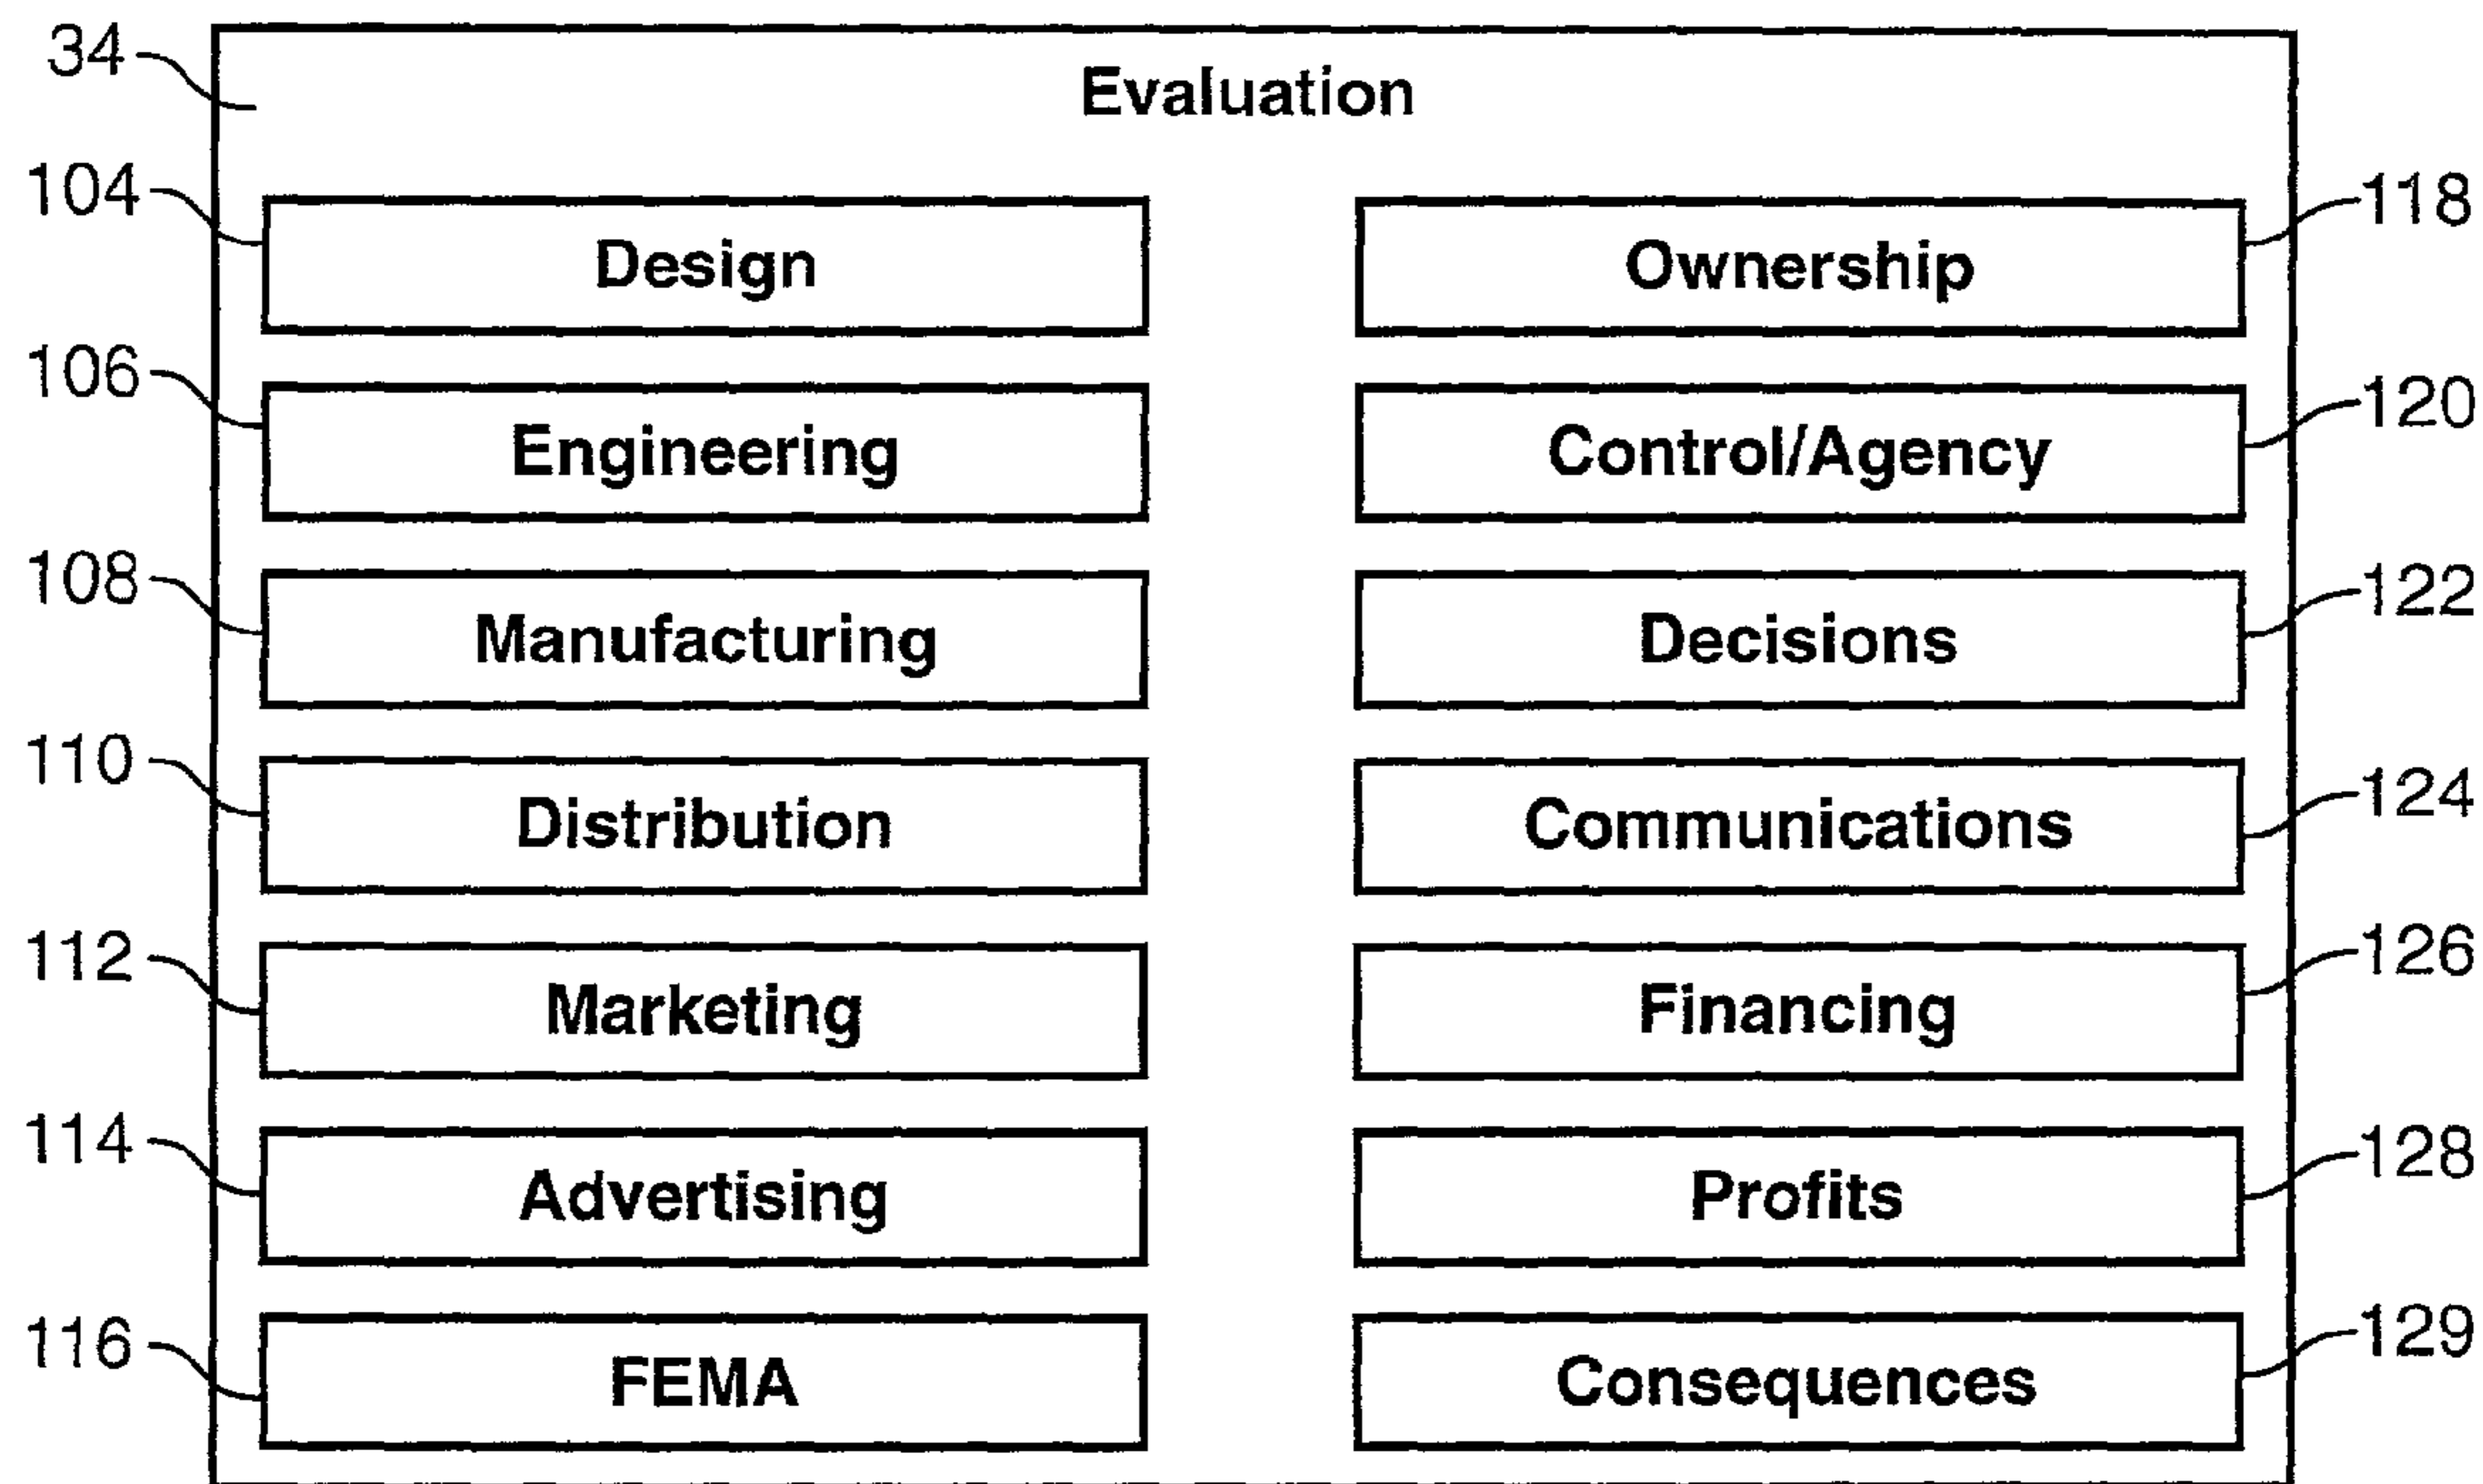 34
Evaluation
104
Design
Ownership
118
106
Engineering
Control/Agency
120
108
Manufacturing
Decisions
122
110
Distribution
Communications
124
112
Marketing
Financing
126
114
Advertising
Profits
128
116
FEMA
Consequences
129